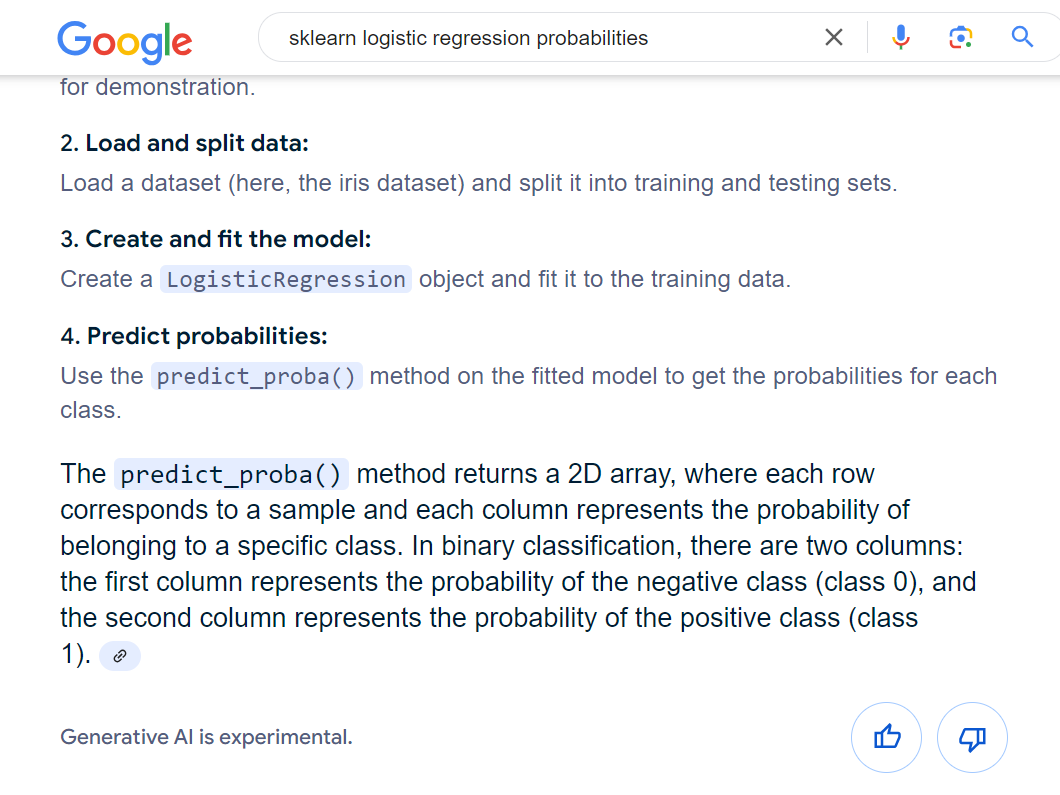 Google
sklearn logistic regression probabilities
for demonstration.
2. Load and split data:
Load a dataset (here, the iris dataset) and split it into training and testing sets.
3. Create and fit the model:
Create a LogisticRegression object and fit it to the training data.
4. Predict probabilities:
Use the predict_proba() method on the fitted model to get the probabilities for each
class.
The predict_proba() method returns a 2D array, where each row
corresponds to a sample and each column represents the probability of
belonging to a specific class. In binary classification, there are two columns:
the first column represents the probability of the negative class (class 0), and
the second column represents the probability of the positive class (class
1).
Generative AI is experimental.